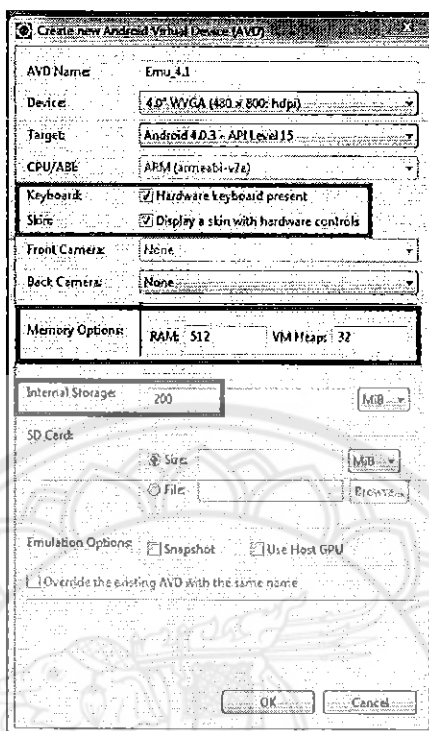 Create new Android Virtual Device (AVD)
AVD Name: Emu_4.1
Device: 4.0" WVGA (480 x 800: hdpi)
Target: Android 4.0.3 - API Level 15
CPU/ABI: ARM (armeabi-v7a)
Keyboard: Hardware keyboard present
Skin: Display a skin with hardware controls
Front Camera: None
Back Camera: None
Memory Options: RAM: 512 VM Heap: 32
Internal Storage: 200 MiB
SD Card:
Size: MiB
File: Browse...
Emulation Options: Snapshot Use Host GPU
Override the existing AVD with the same name
OK Cancel